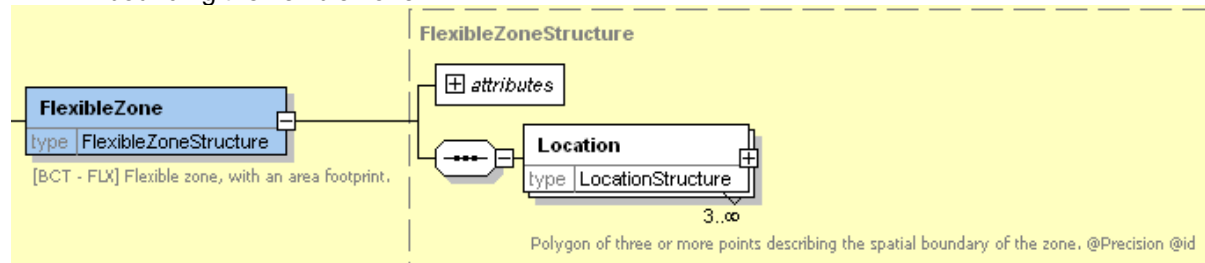 FlexibleZoneStructure
attributes
FlexibleZone
type FlexibleZoneStructure
[BCT - FLX] Flexible zone, with an area footprint.
Location
type LocationStructure
3..∞
Polygon of three or more points describing the spatial boundary of the zone. @Precision @id